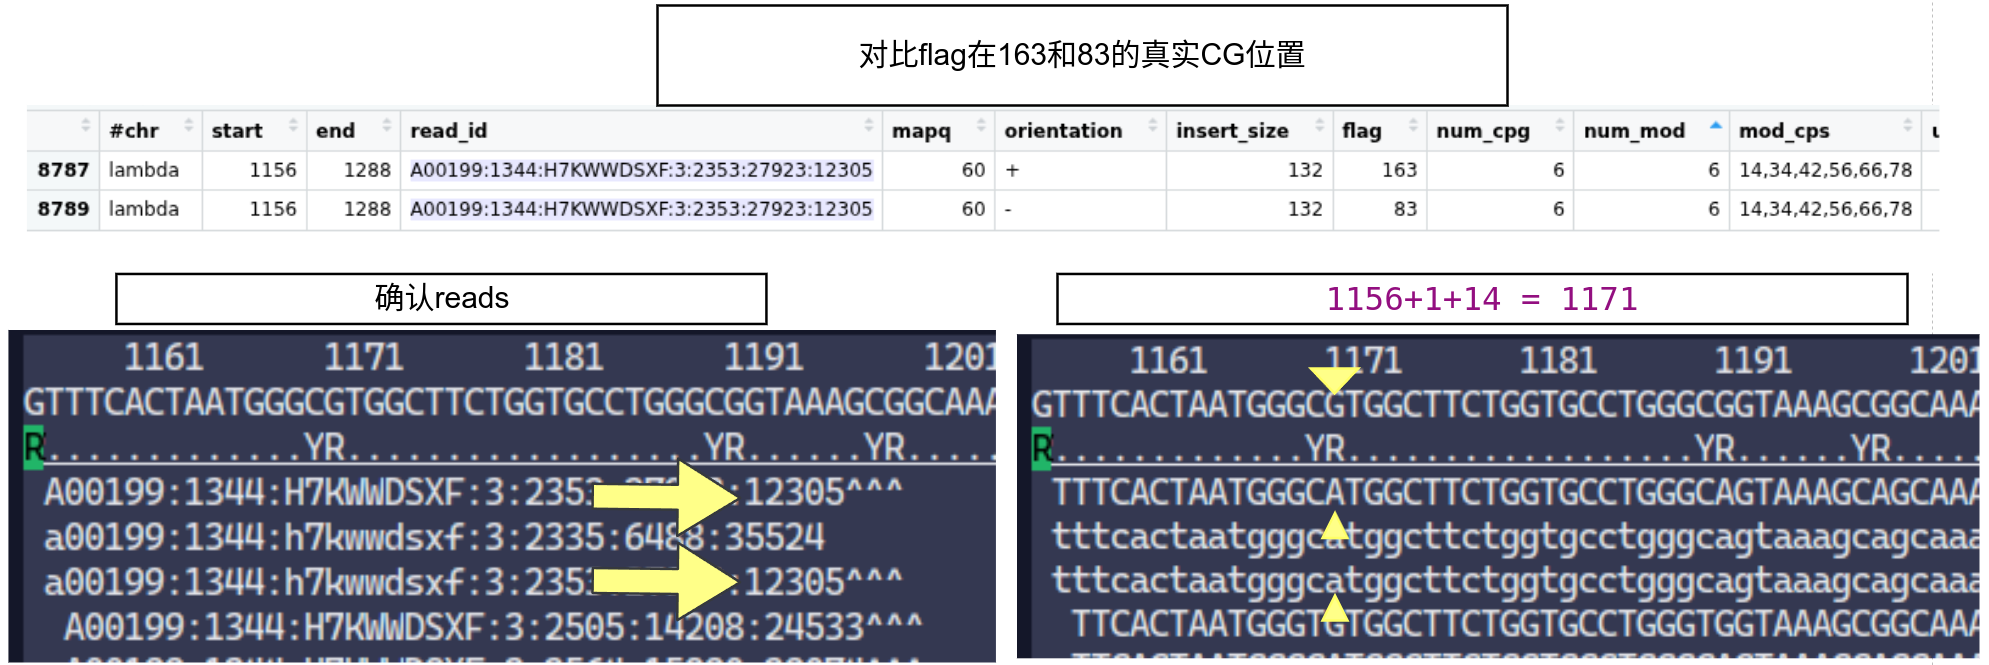 对比flag在163和83的真实CG位置
#chr start end read_id mapq orientation insert_size flag num_cpg num_mod mod_cps
8787 lambda 1156 1288 A00199:1344:H7KWWDSXF:3:2353:27923:12305 60 + 132 163 6 6 14,34,42,56,66,78
8789 lambda 1156 1288 A00199:1344:H7KWWDSXF:3:2353:27923:12305 60 - 132 83 6 6 14,34,42,56,66,78
确认reads
1161 1171 1181 1191 1201
GTTTCACTAATGGGCGTGGCTTCTGGTGCCTGGGCGGTAAAGCGGCAAA
R.............YR..................YR......YR.....
A00199:1344:H7KWWDSXF:3:235 :12305^^^
a00199:1344:h7kwwdsxf:3:2335:6488:35524
a00199:1344:h7kwwdsxf:3:235 :12305^^^
A00199:1344:H7KWWDSXF:3:2505:14208:24533^^^
1156+1+14 = 1171
1161 1171 1181 1191 1201
GTTTCACTAATGGGCGTGGCTTCTGGTGCCTGGGCGGTAAAGCGGCAAA
R.............YR..................YR......YR.....
TTTCACTAATGGGCATGGCTTCTGGTGCCTGGGCAGTAAAGCAGCAAA
tttcactaatgggcatggcttctggtgcctgggcagtaaagcagcaaa
tttcactaatgggcatggcttctggtgcctgggcagtaaagcagcaaa
TTCACTAATGGGTGTGGCTTCTGGTGCCTGGGTGGTAAAGCGGCAAA